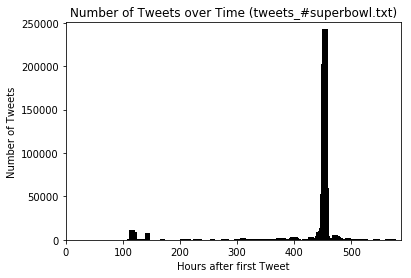 Number of Tweets over Time (tweets_#superbowl.txt)
250000
200000
150000
100000
50000
0
Number of Tweets
0 100 200 300 400 500
Hours after first Tweet